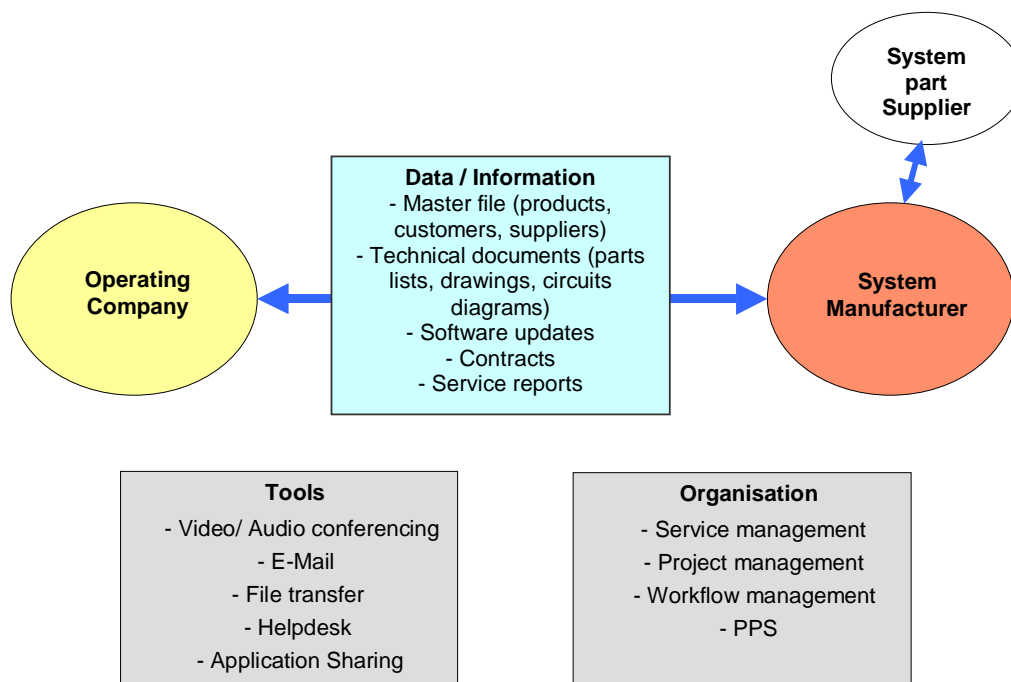 System
part
Supplier
Data / Information
- Master file (products,
customers, suppliers)
- Technical documents (parts
lists, drawings, circuits
diagrams)
- Software updates
- Contracts
- Service reports
Operating
Company
System
Manufacturer
Tools
- Video/ Audio conferencing
- E-Mail
- File transfer
- Helpdesk
- Application Sharing
Organisation
- Service management
- Project management
- Workflow management
- PPS